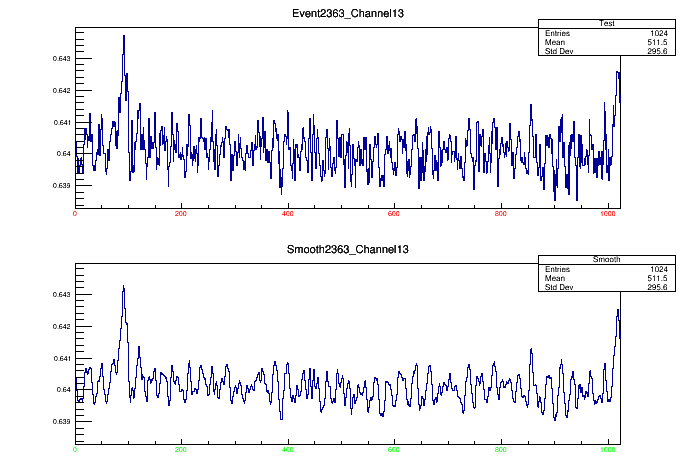 Event2363_Channel13
Test
Entries 1024
Mean 511.5
Std Dev 295.6
0.643
0.642
0.641
0.64
0.639
0 200 400 600 800 1000
Smooth2363_Channel13
Smooth
Entries 1024
Mean 511.5
Std Dev 295.6
0.643
0.642
0.641
0.64
0.639
0 200 400 600 800 1000